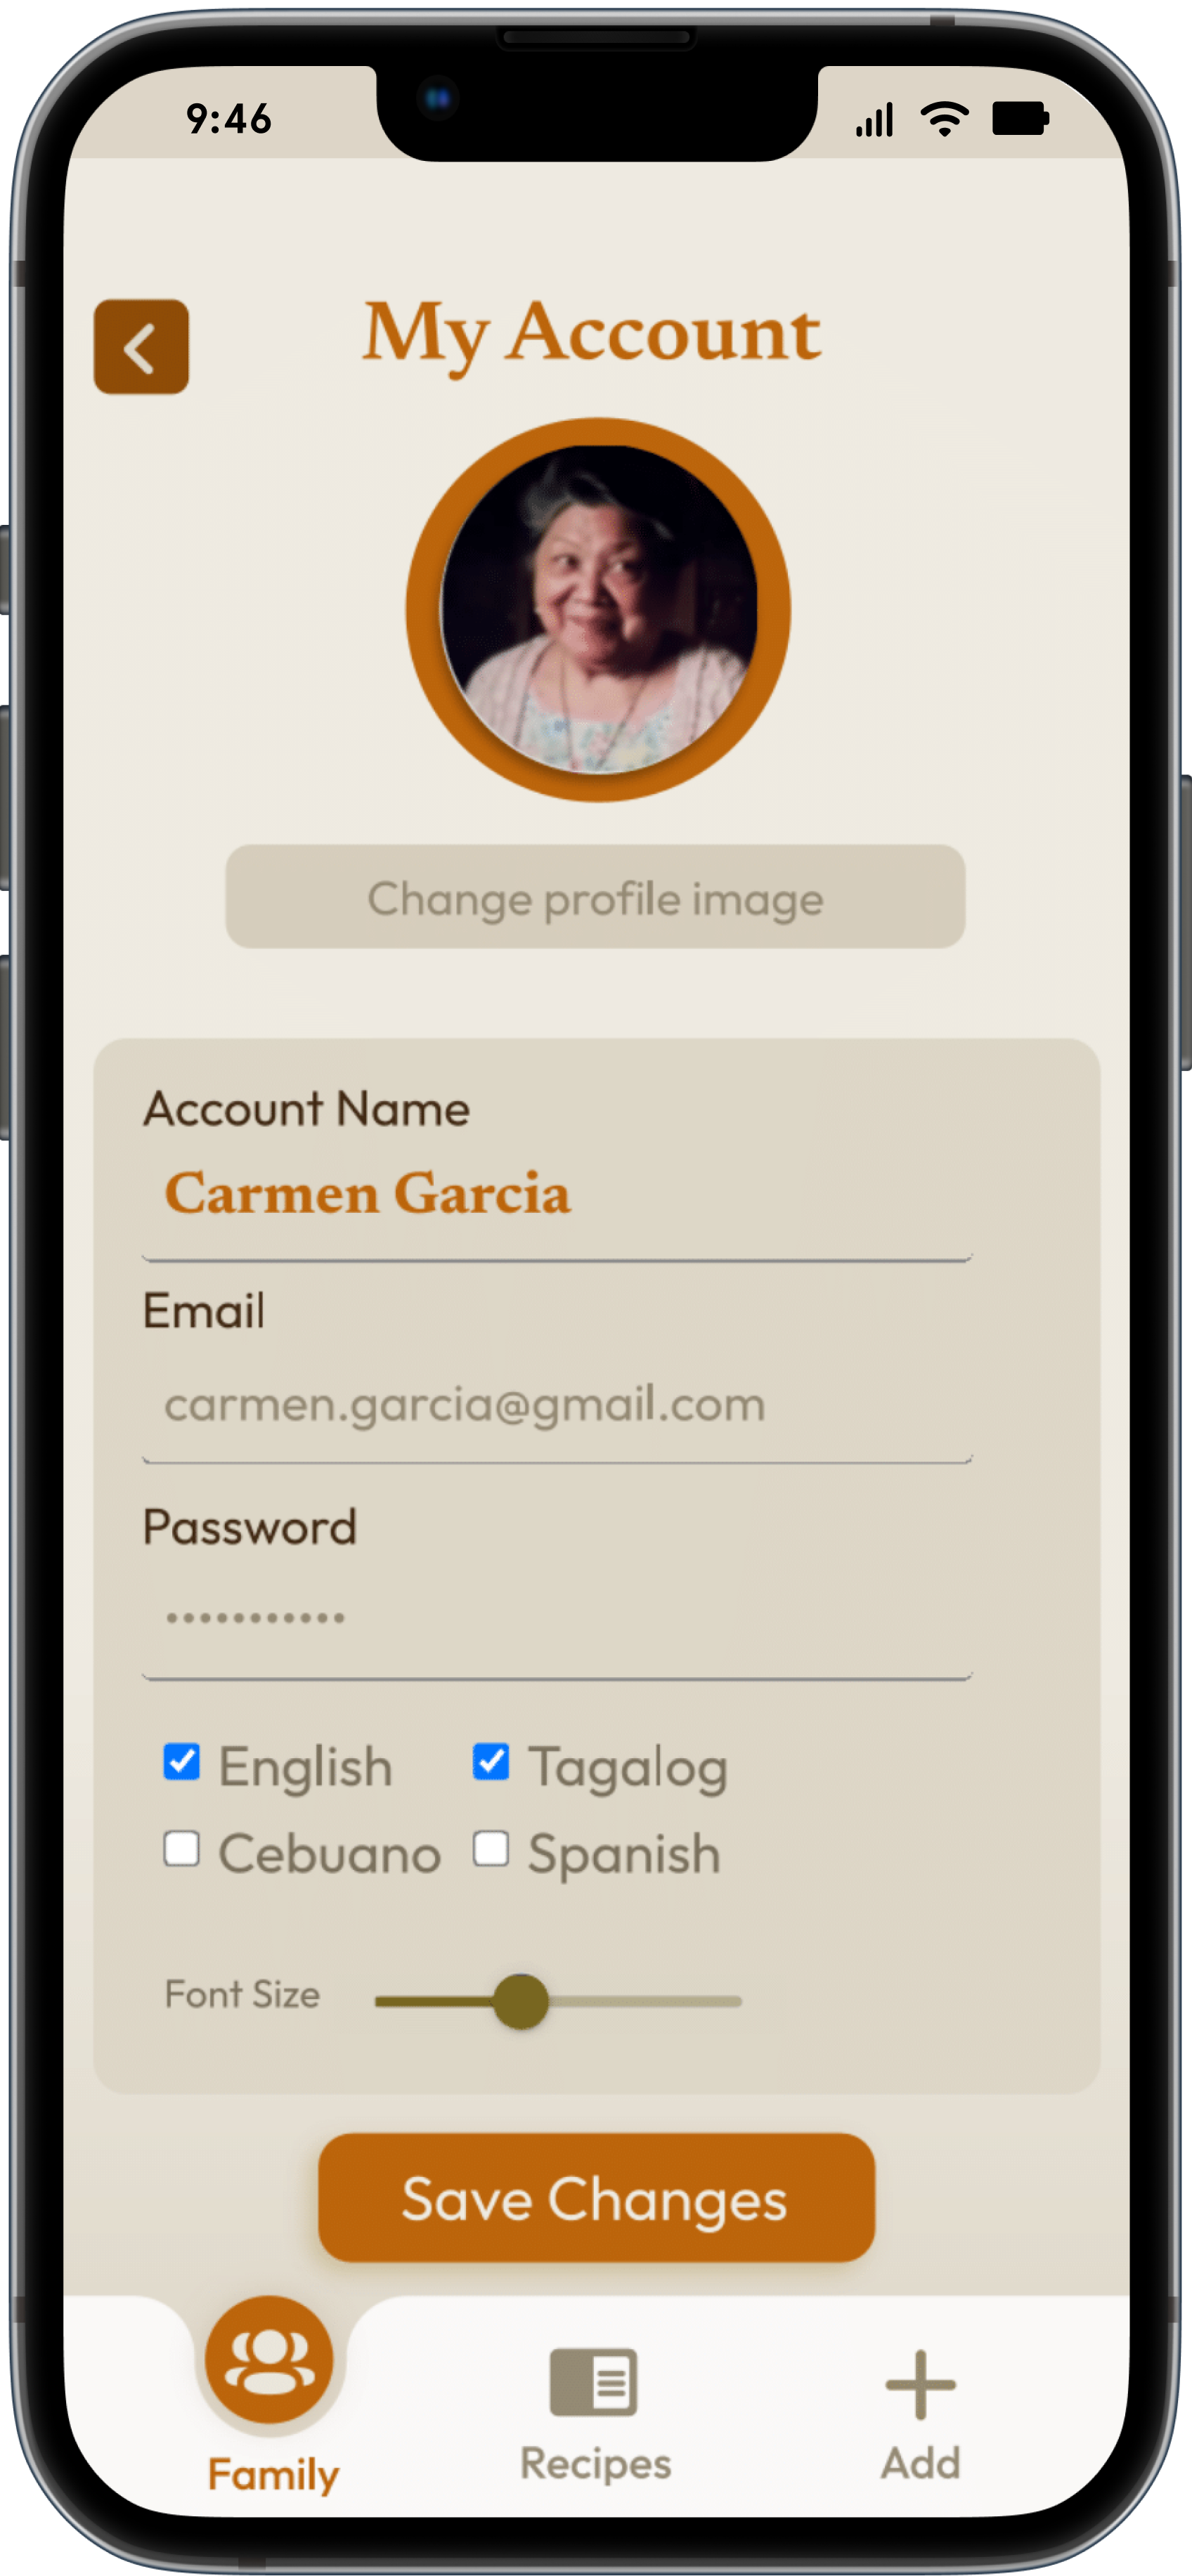 9:46
My Account
Change profile image
Account Name
Carmen Garcia
Email
carmen.garcia@gmail.com
Password
•••••••••••
English Tagalog
Cebuano Spanish
Font Size
Save Changes
Family Recipes Add